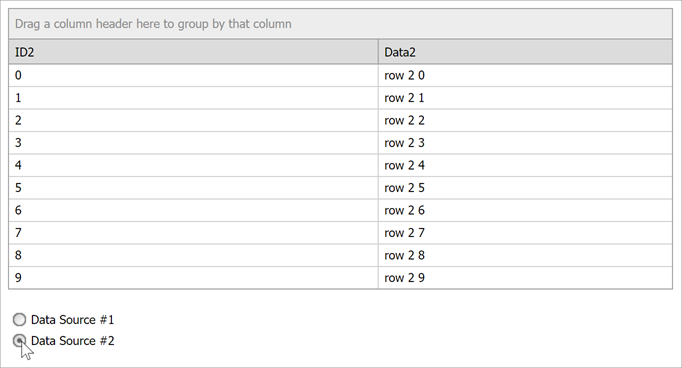 Drag a column header here to group by that column
ID2 Data2
0 row 2 0
1 row 2 1
2 row 2 2
3 row 2 3
4 row 2 4
5 row 2 5
6 row 2 6
7 row 2 7
8 row 2 8
9 row 2 9
Data Source #1
Data Source #2